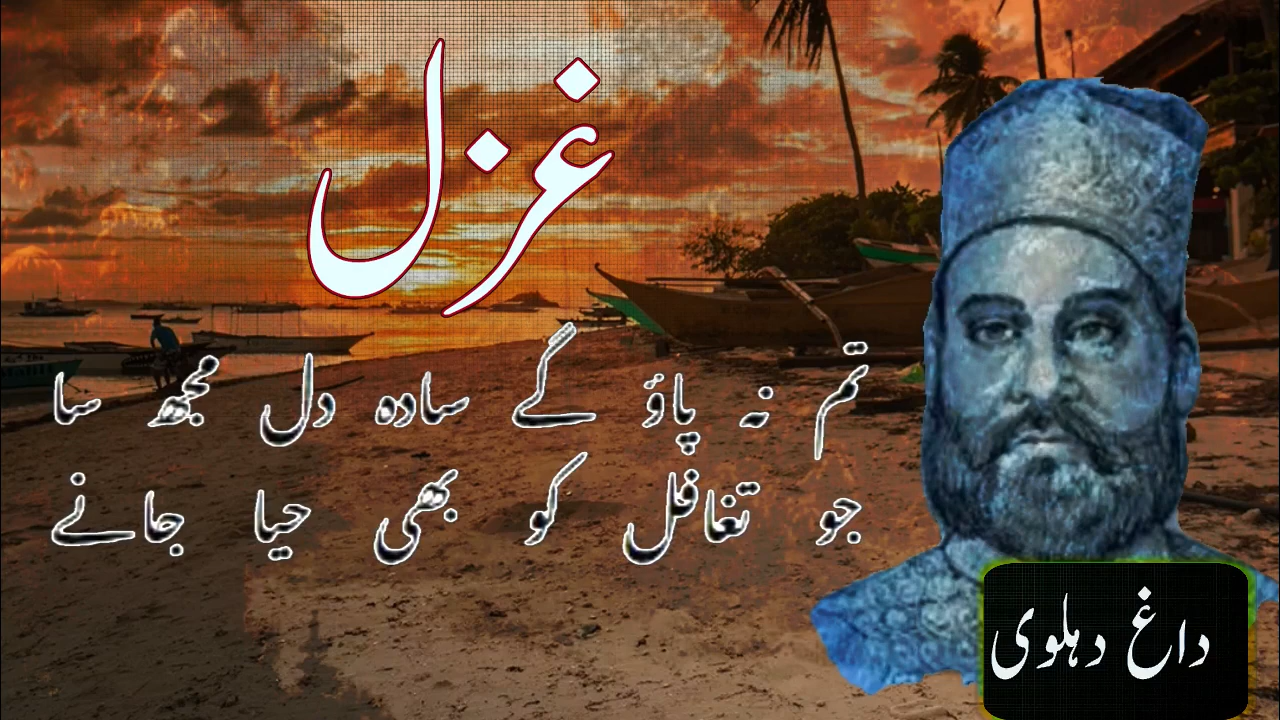 غزل
تم نہ پاؤ گے سادہ دل مجھ سا
جو تغافل کو بھی حیا جانے
داغ دہلوی